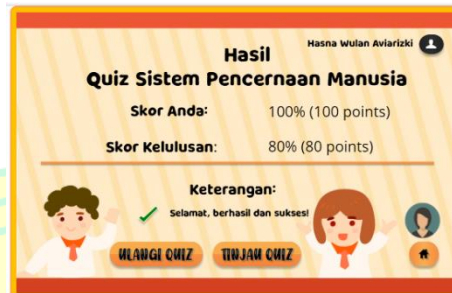 Hasna Wulan Aviarizki
Hasil
Quiz Sistem Pencernaan Manusia
Skor Anda: 100% (100 points)
Skor Kelulusan: 80% (80 points)
Keterangan:
Selamat, berhasil dan sukses!
ULANGI QUIZ TINJAU QUIZ